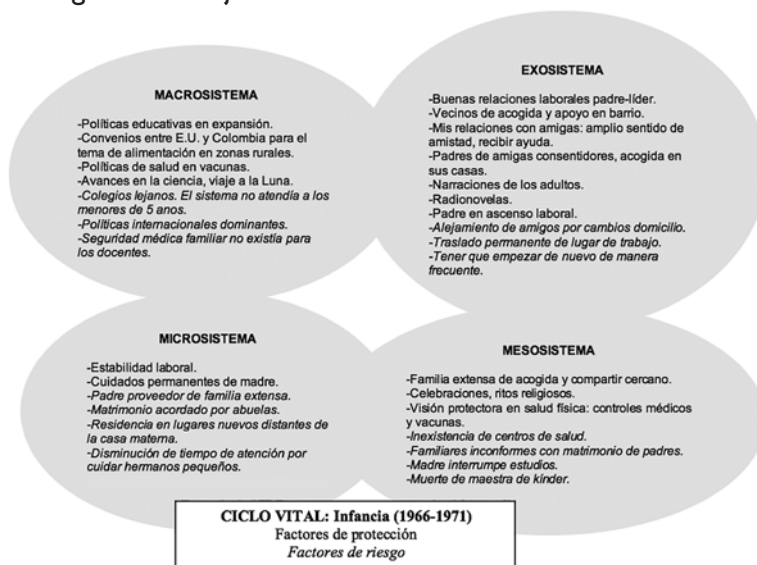 MACROSISTEMA
-Políticas educativas en expansión.
-Convenios entre E.U. y Colombia para el
tema de alimentación en zonas rurales.
-Políticas de salud en vacunas.
-Avances en la ciencia, viaje a la Luna.
-Colegios lejanos. El sistema no atendía a los
menores de 5 anos.
-Políticas internacionales dominantes.
-Seguridad médica familiar no existía para
los docentes.
EXOSISTEMA
-Buenas relaciones laborales padre-líder.
-Vecinos de acogida y apoyo en barrio.
-Mis relaciones con amigas: amplio sentido de
amistad, recibir ayuda.
-Padres de amigas consentidores, acogida en
sus casas.
-Narraciones de los adultos.
-Radionovelas.
-Padre en ascenso laboral.
-Alejamiento de amigos por cambios domicilio.
-Traslado permanente de lugar de trabajo.
-Tener que empezar de nuevo de manera
frecuente.
MICROSISTEMA
-Estabilidad laboral.
-Cuidados permanentes de madre.
-Padre proveedor de familia extensa.
-Matrimonio acordado por abuelas.
-Residencia en lugares nuevos distantes de
la casa materna.
-Disminución de tiempo de atención por
cuidar hermanos pequeños.
MESOSISTEMA
-Familia extensa de acogida y compartir cercano.
-Celebraciones, ritos religiosos.
-Visión protectora en salud física: controles médicos
y vacunas.
-Inexistencia de centros de salud.
-Familiares inconformes con matrimonio de padres.
-Madre interrumpe estudios.
-Muerte de maestra de kínder.
CICLO VITAL: Infancia (1966-1971)
Factores de protección
Factores de riesgo